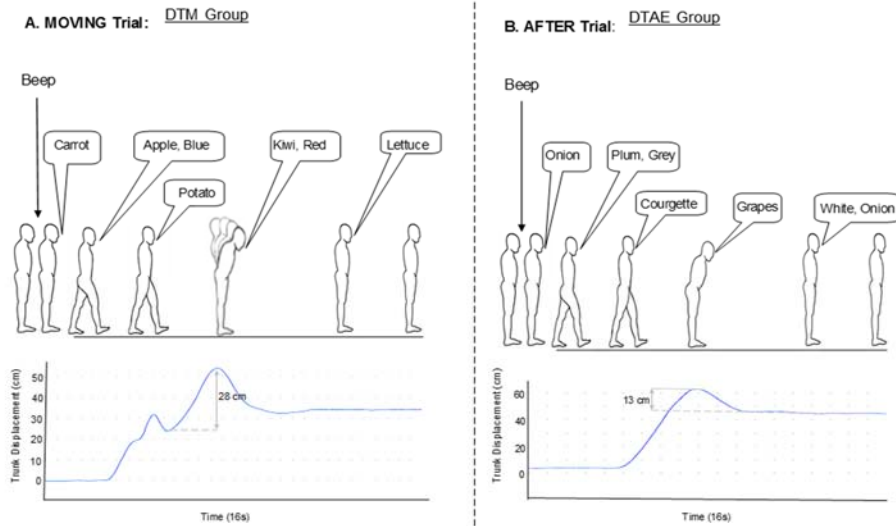 A. MOVING Trial: DTM Group
Beep
Carrot
Apple, Blue
Potato
Kiwi, Red
Lettuce
50
40
30
20
10
0
28 cm
Trunk Displacement (cm)
Time (16s)
B. AFTER Trial: DTAE Group
Beep
Onion
Plum, Grey
Courgette
Grapes
White, Onion
60
40
20
0
13 cm
Trunk Displacement (cm)
Time (16s)